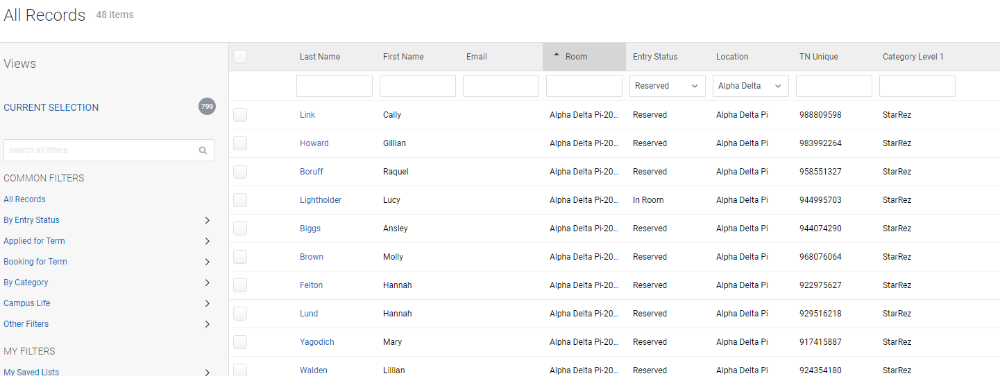 All Records 48 items
Views
CURRENT SELECTION 799
search all filters
COMMON FILTERS
All Records
By Entry Status
Applied for Term
Booking for Term
By Category
Campus Life
Other Filters
MY FILTERS
My Saved Lists
Last Name First Name Email Room Entry Status Location TN Unique Category Level 1
Reserved Alpha Delta
Link Cally Alpha Delta Pi-20... Reserved Alpha Delta Pi 988809598 StarRez
Howard Gillian Alpha Delta Pi-20... Reserved Alpha Delta Pi 983992264 StarRez
Boruff Raquel Alpha Delta Pi-20... Reserved Alpha Delta Pi 958551327 StarRez
Lightholder Lucy Alpha Delta Pi-20... In Room Alpha Delta Pi 944995703 StarRez
Biggs Ansley Alpha Delta Pi-20... Reserved Alpha Delta Pi 944074290 StarRez
Brown Molly Alpha Delta Pi-20... Reserved Alpha Delta Pi 968076064 StarRez
Felton Hannah Alpha Delta Pi-20... Reserved Alpha Delta Pi 922975627 StarRez
Lund Hannah Alpha Delta Pi-20... Reserved Alpha Delta Pi 929516218 StarRez
Yagodich Mary Alpha Delta Pi-20... Reserved Alpha Delta Pi 917415887 StarRez
Walden Lillian Alpha Delta Pi-20... Reserved Alpha Delta Pi 924354180 StarRez